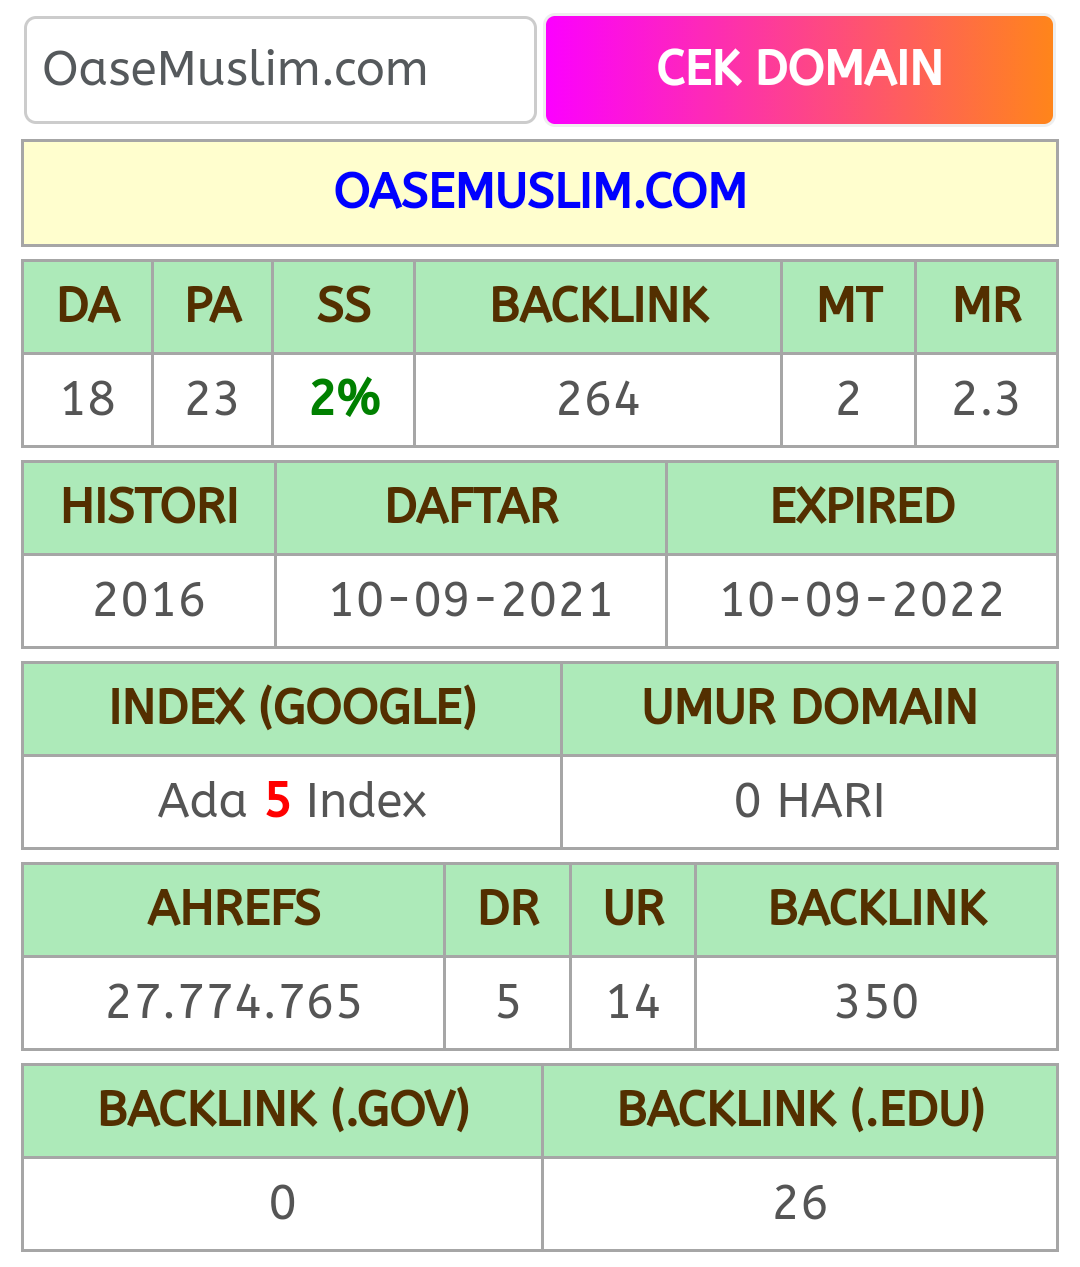 OaseMuslim.com CEK DOMAIN
OASEMUSLIM.COM
DA PA SS BACKLINK MT MR
18 23 2% 264 2 2.3
HISTORI DAFTAR EXPIRED
2016 10-09-2021 10-09-2022
INDEX (GOOGLE) UMUR DOMAIN
Ada 5 Index 0 HARI
AHREFS DR UR BACKLINK
27.774.765 5 14 350
BACKLINK (.GOV) BACKLINK (.EDU)
0 26